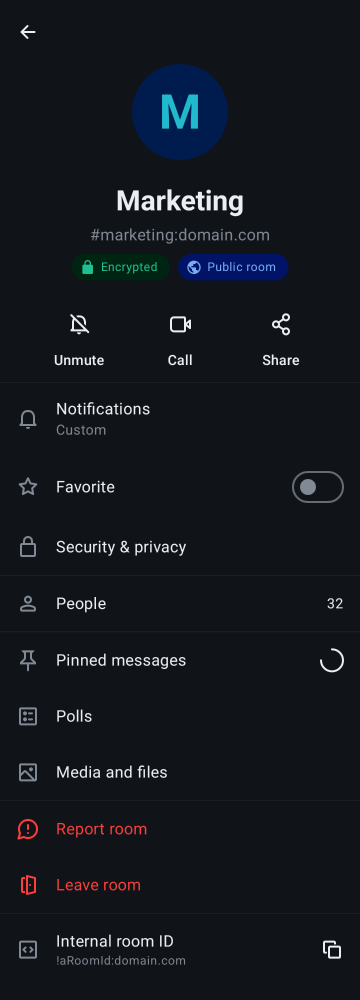 M
Marketing
#marketing:domain.com
Encrypted
Public room
Unmute
Call
Share
Notifications
Custom
Favorite
Security & privacy
People
32
Pinned messages
Polls
Media and files
Report room
Leave room
Internal room ID
!aRoomId:domain.com